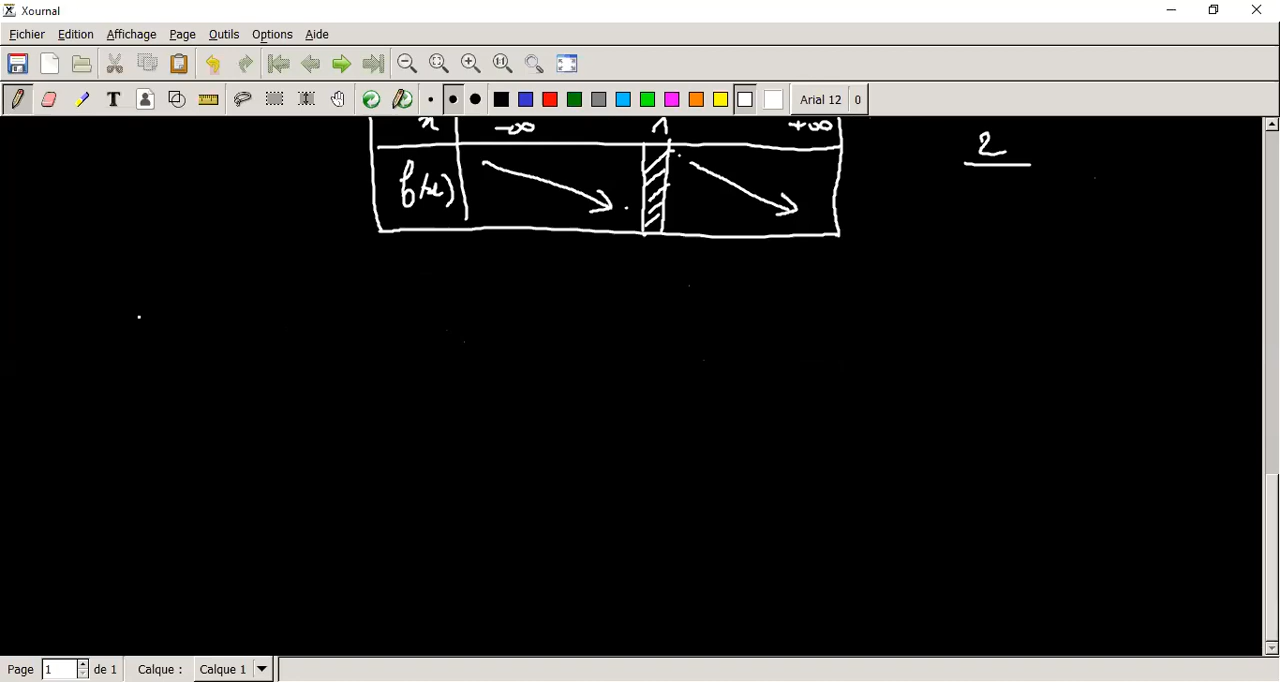 Xournal
Fichier Edition Affichage Page Outils Options Aide
Arial 12 0
x -∞ 1 +∞
f(x)
2
Page 1 de 1 Calque : Calque 1